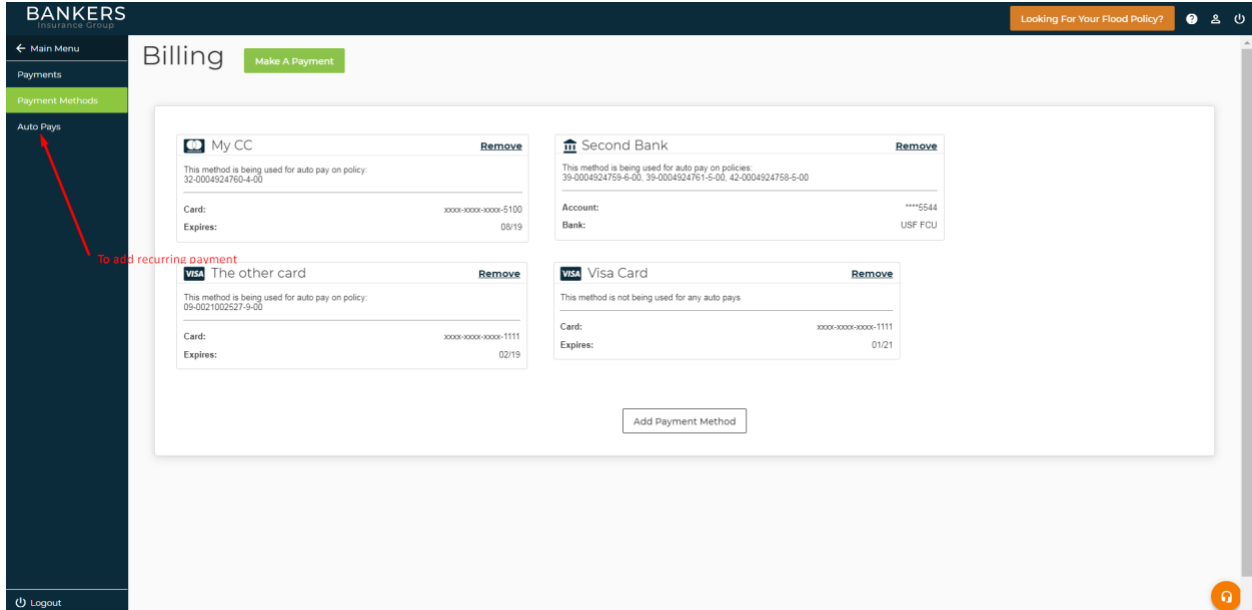 BANKERS
Insurance Group
Looking For Your Flood Policy?
Main Menu
Payments
Payment Methods
Auto Pays
Logout
Billing
Make A Payment
My CC
Remove
This method is being used for auto pay on policy:
32-0004924760-4-00
Card: xxxx-xxxx-xxxx-5100
Expires: 08/19
Second Bank
Remove
This method is being used for auto pay on policies:
39-0004924759-6-00, 39-0004924761-5-00, 42-0004924758-5-00
Account: ****5544
Bank: USF FCU
To add recurring payment
VISA The other card
Remove
This method is being used for auto pay on policy:
09-0021002527-9-00
Card: xxxx-xxxx-xxxx-1111
Expires: 02/19
VISA Visa Card
Remove
This method is not being used for any auto pays
Card: xxxx-xxxx-xxxx-1111
Expires: 01/21
Add Payment Method